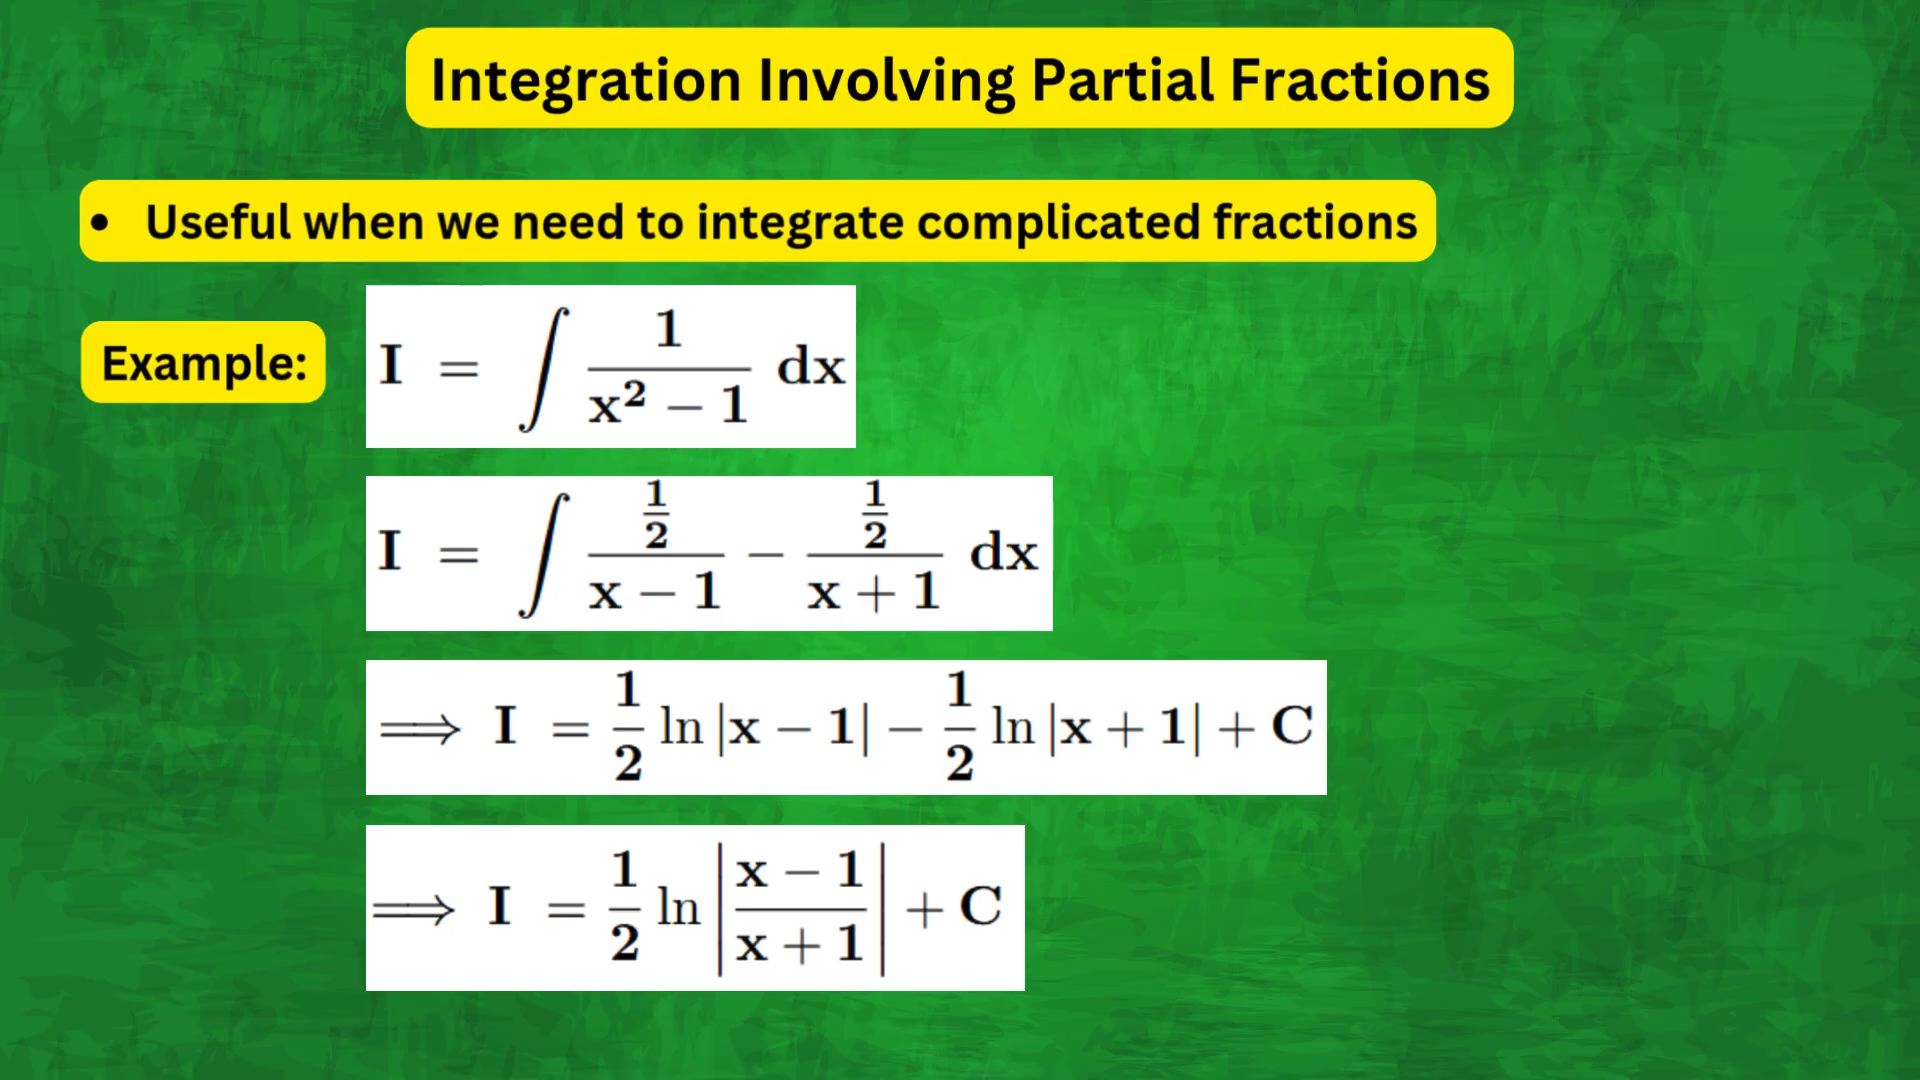 Integration Involving Partial Fractions
• Useful when we need to integrate complicated fractions
Example:
I = ∫ 1/(x² − 1) dx
I = ∫ (1/2)/(x − 1) − (1/2)/(x + 1) dx
⟹ I = 1/2 ln |x − 1| − 1/2 ln |x + 1| + C
⟹ I = 1/2 ln |(x − 1)/(x + 1)| + C